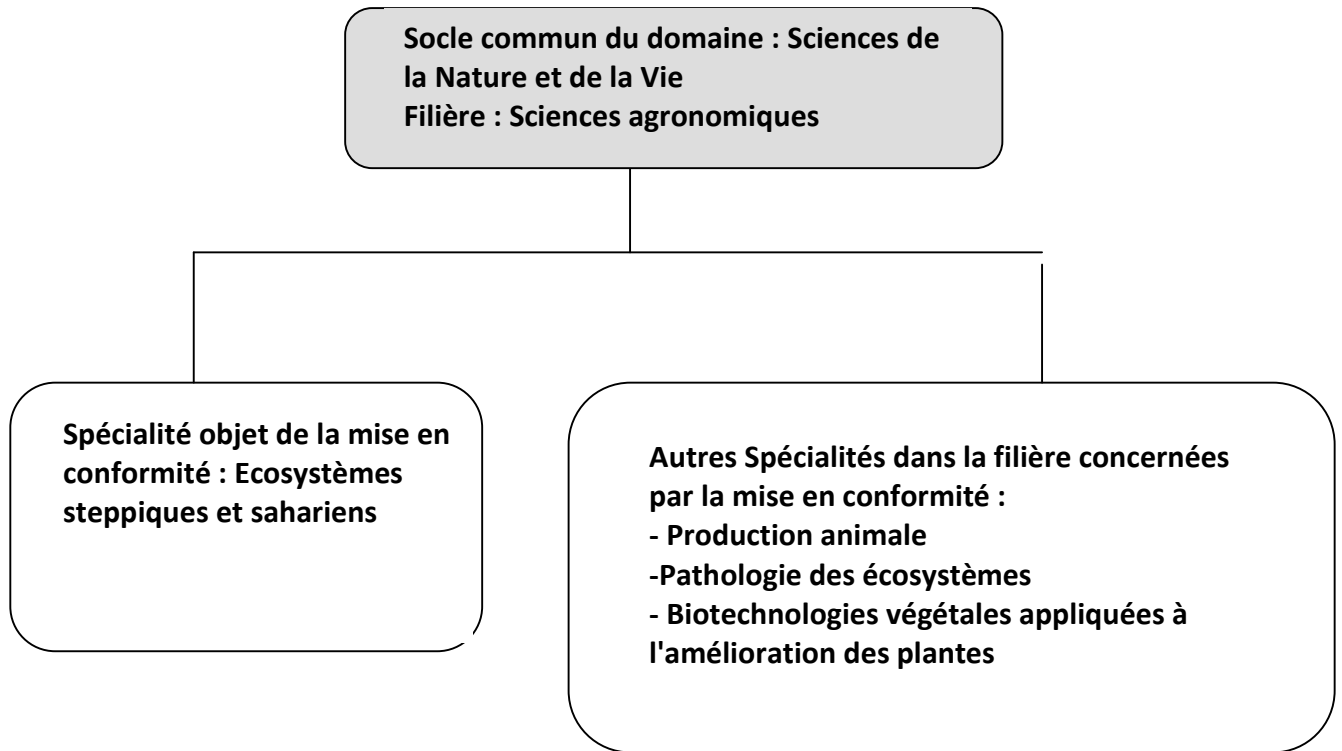 Socle commun du domaine : Sciences de
la Nature et de la Vie
Filière : Sciences agronomiques
Spécialité objet de la mise en
conformité : Ecosystèmes
steppiques et sahariens
Autres Spécialités dans la filière concernées
par la mise en conformité :
- Production animale
-Pathologie des écosystèmes
- Biotechnologies végétales appliquées à
l'amélioration des plantes